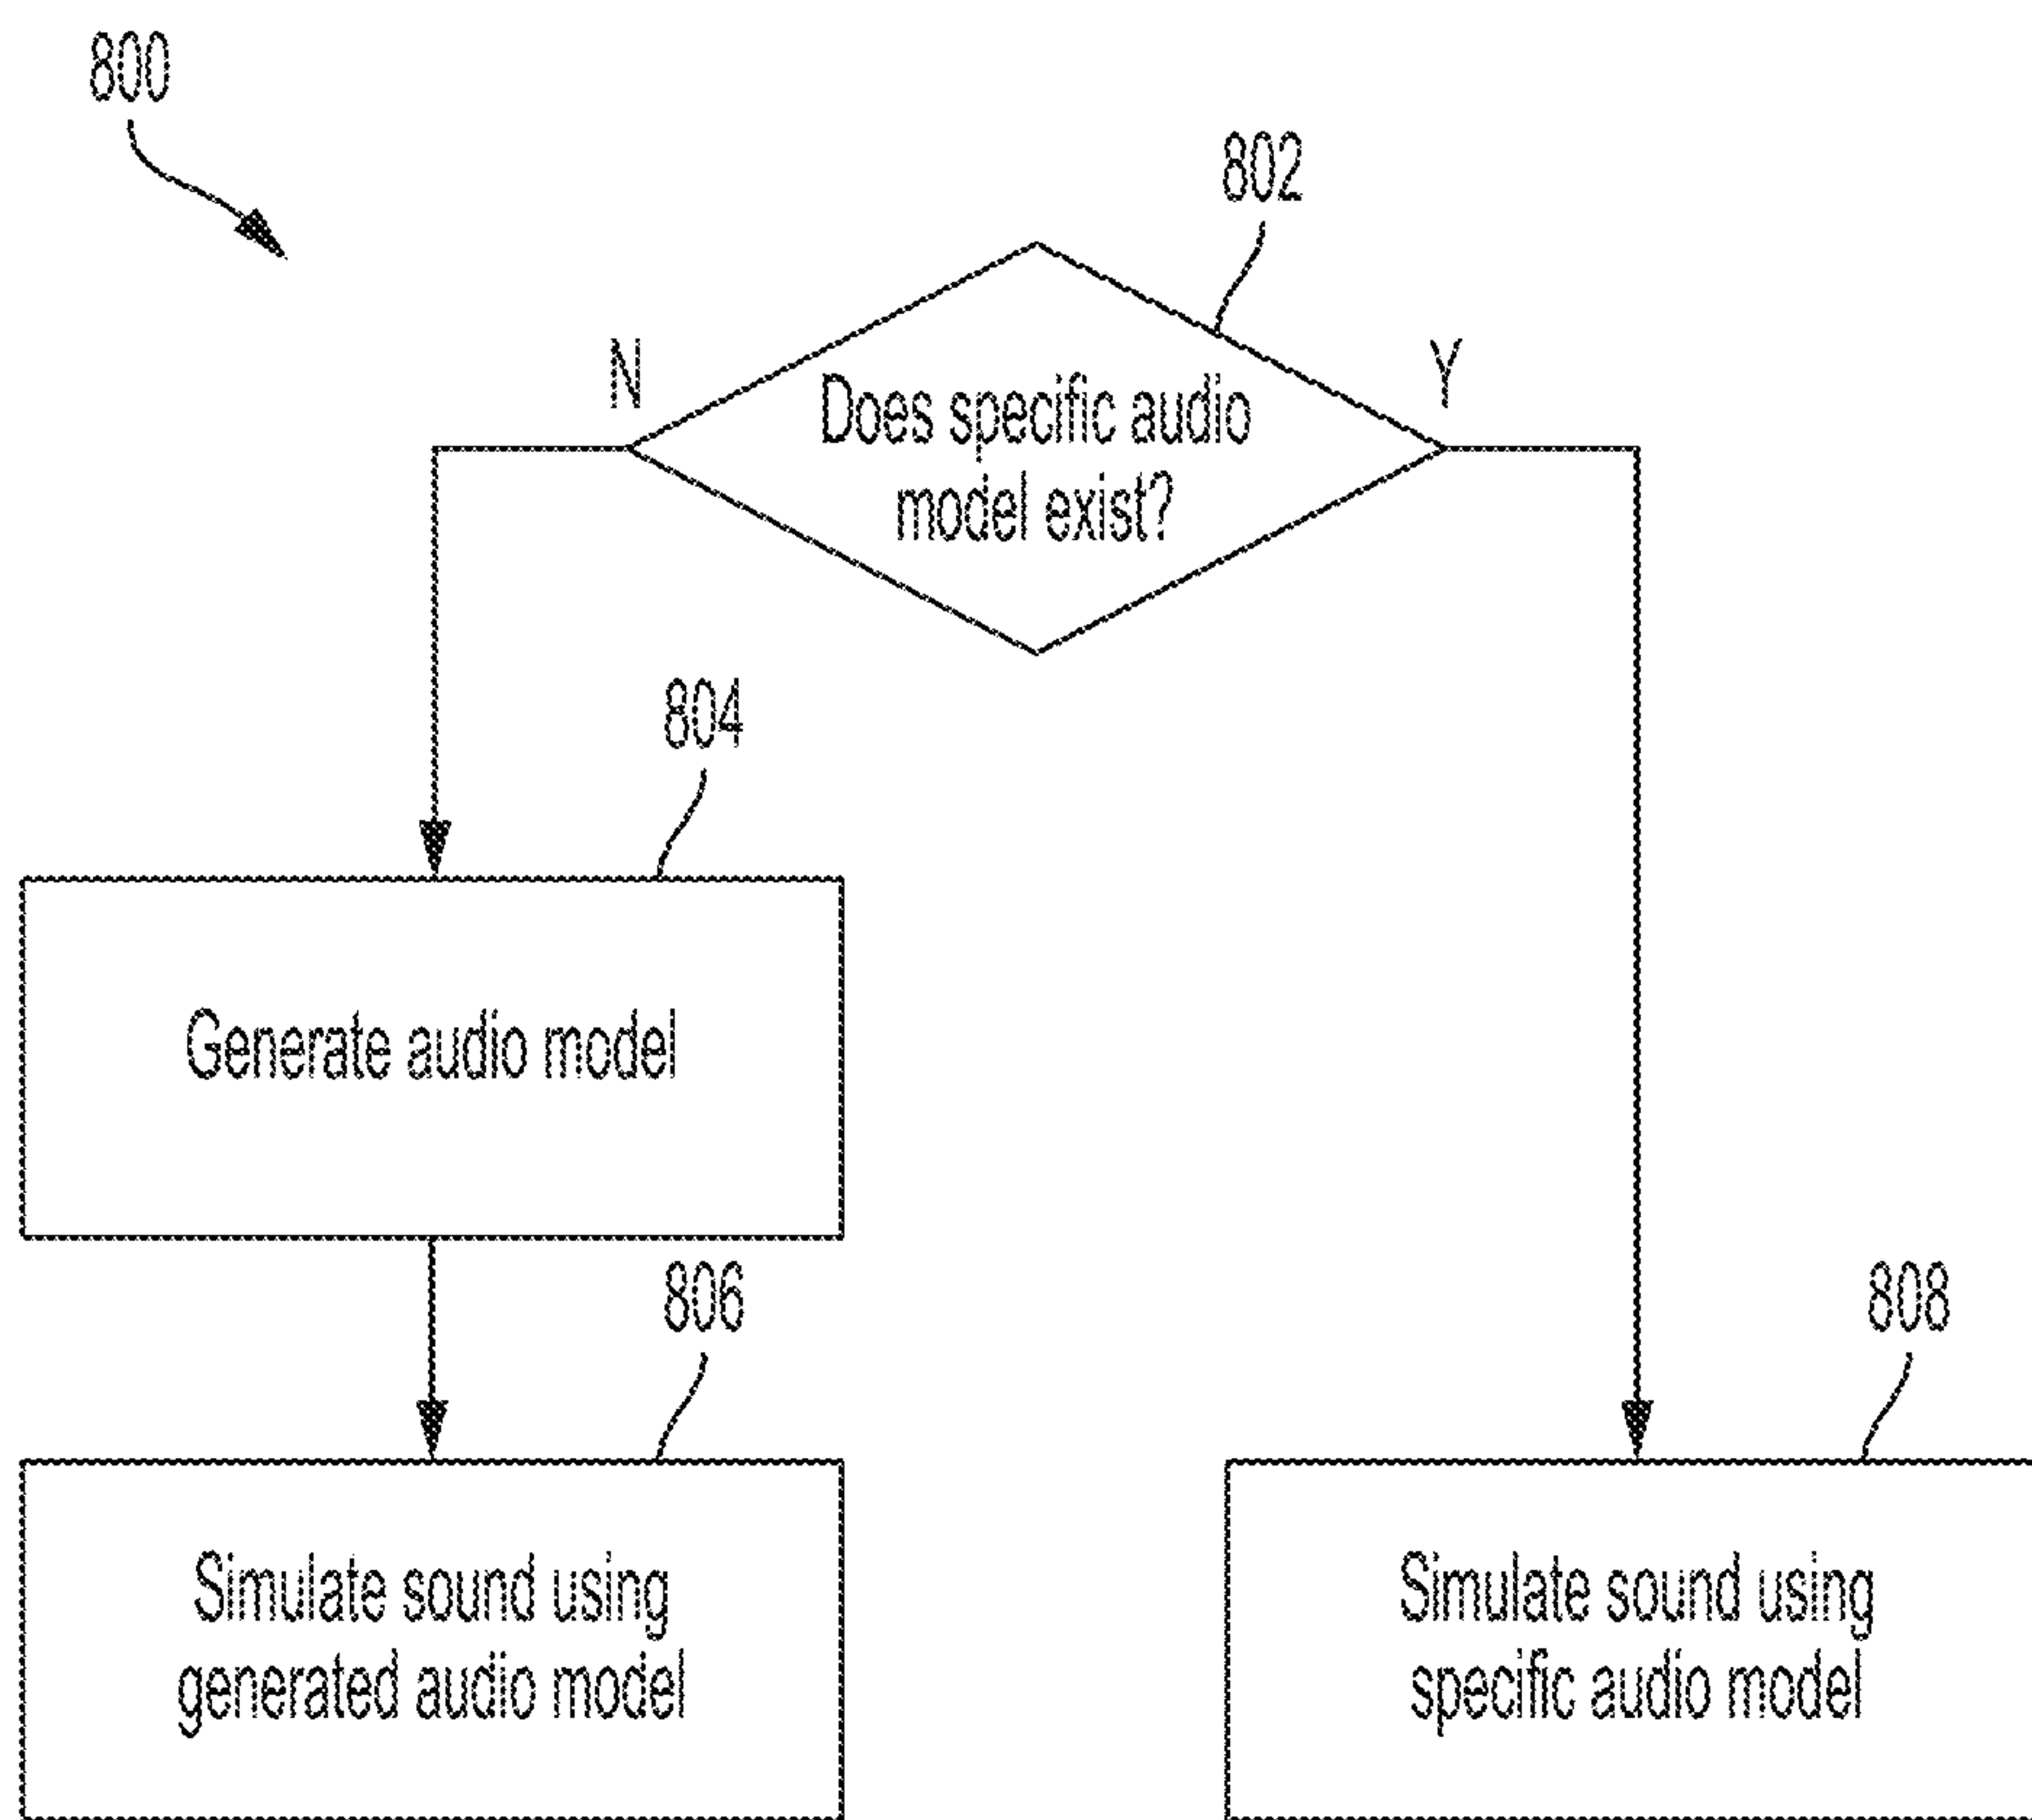 800
802
N
Y
Does specific audio
model exist?
804
Generate audio model
806
808
Simulate sound using
generated audio model
Simulate sound using
specific audio model